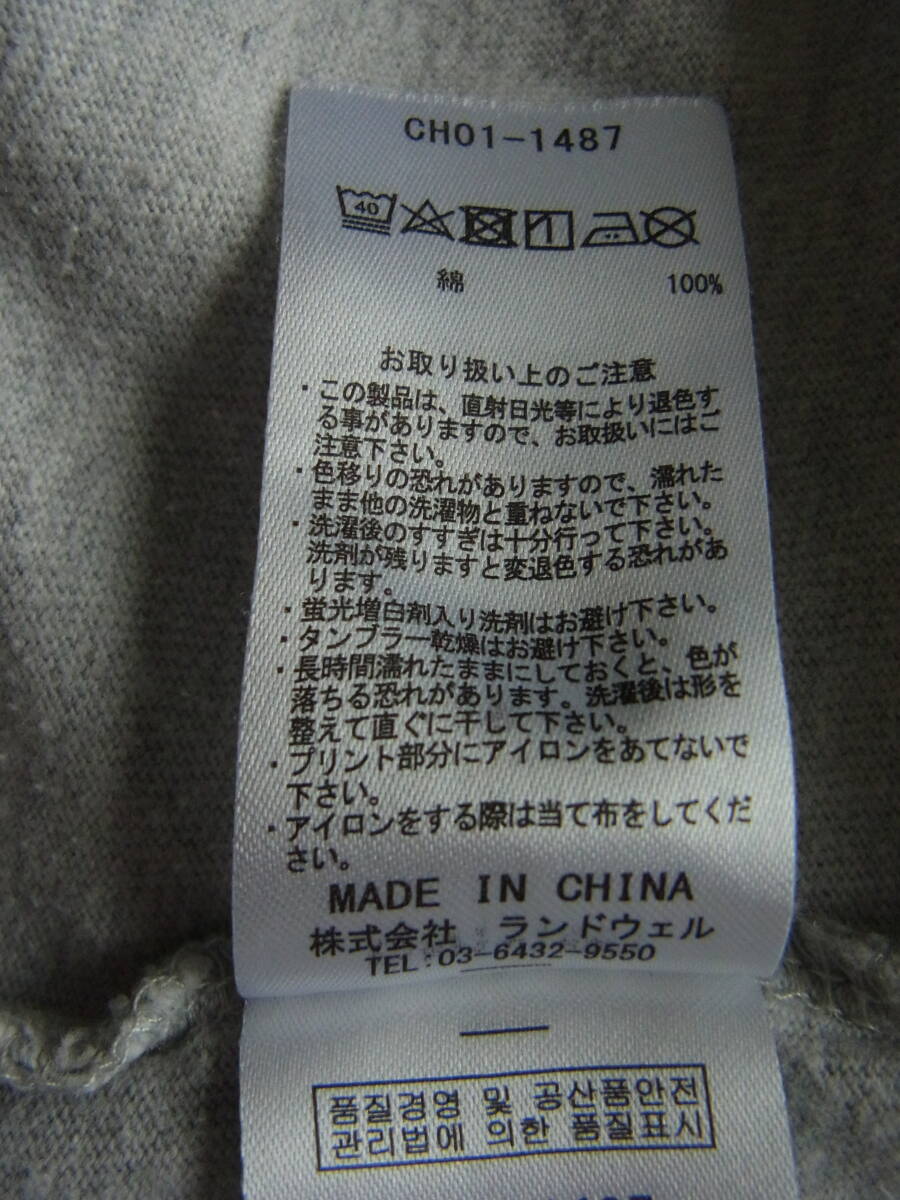 CH01-1487
40
綿 100%
お取り扱い上のご注意
・この製品は、直射日光等により退色す
る事がありますので、お取扱いにはご
注意下さい。
・色移りの恐れがありますので、濡れた
まま他の洗濯物と重ねないで下さい。
・洗濯後のすすぎは十分行って下さい。
洗剤が残りますと変退色する恐れがあ
ります。
・蛍光増白剤入り洗剤はお避け下さい。
・タンブラー乾燥はお避け下さい。
・長時間濡れたままにしておくと、色が
落ちる恐れがあります。洗濯後は形を
整えて直ぐに干して下さい。
・プリント部分にアイロンをあてないで
下さい。
・アイロンをする際は当て布をしてくだ
さい。
MADE IN CHINA
株式会社 ランドウェル
TEL:03-6432-9550
품질경영 및 공산품안전
관리법에 의한 품질표시